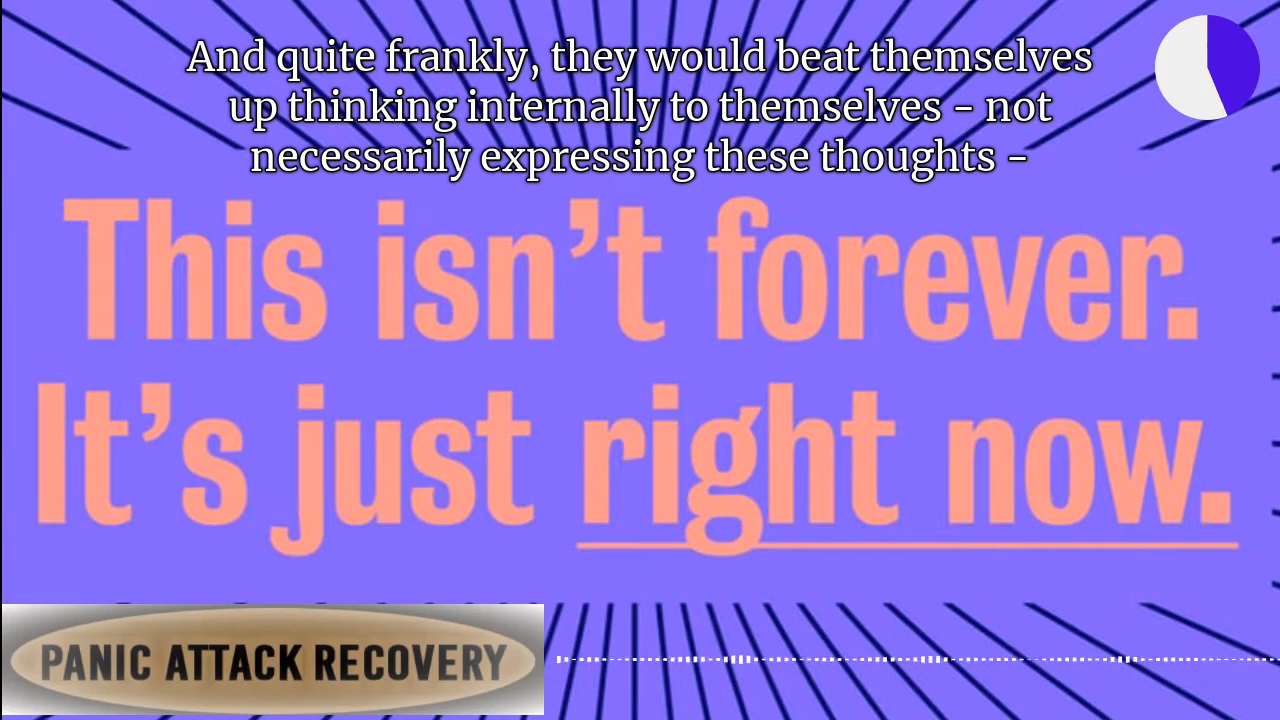 And quite frankly, they would beat themselves
up thinking internally to themselves - not
necessarily expressing these thoughts -
This isn’t forever.
It’s just right now.
PANIC ATTACK RECOVERY